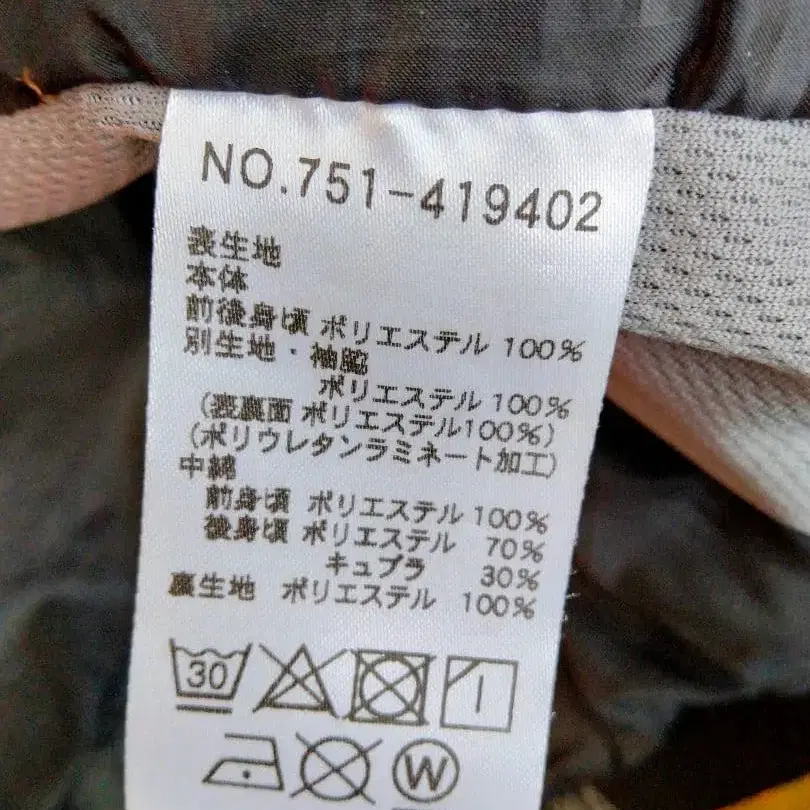 NO.751-419402
表生地
本体
前後身頃 ポリエステル 100%
別生地・袖脇
ポリエステル 100%
(表裏面 ポリエステル100%)
(ポリウレタンラミネート加工)
中綿
前身頃 ポリエステル 100%
後身頃 ポリエステル 70%
キュプラ 30%
裏生地 ポリエステル 100%
30
W